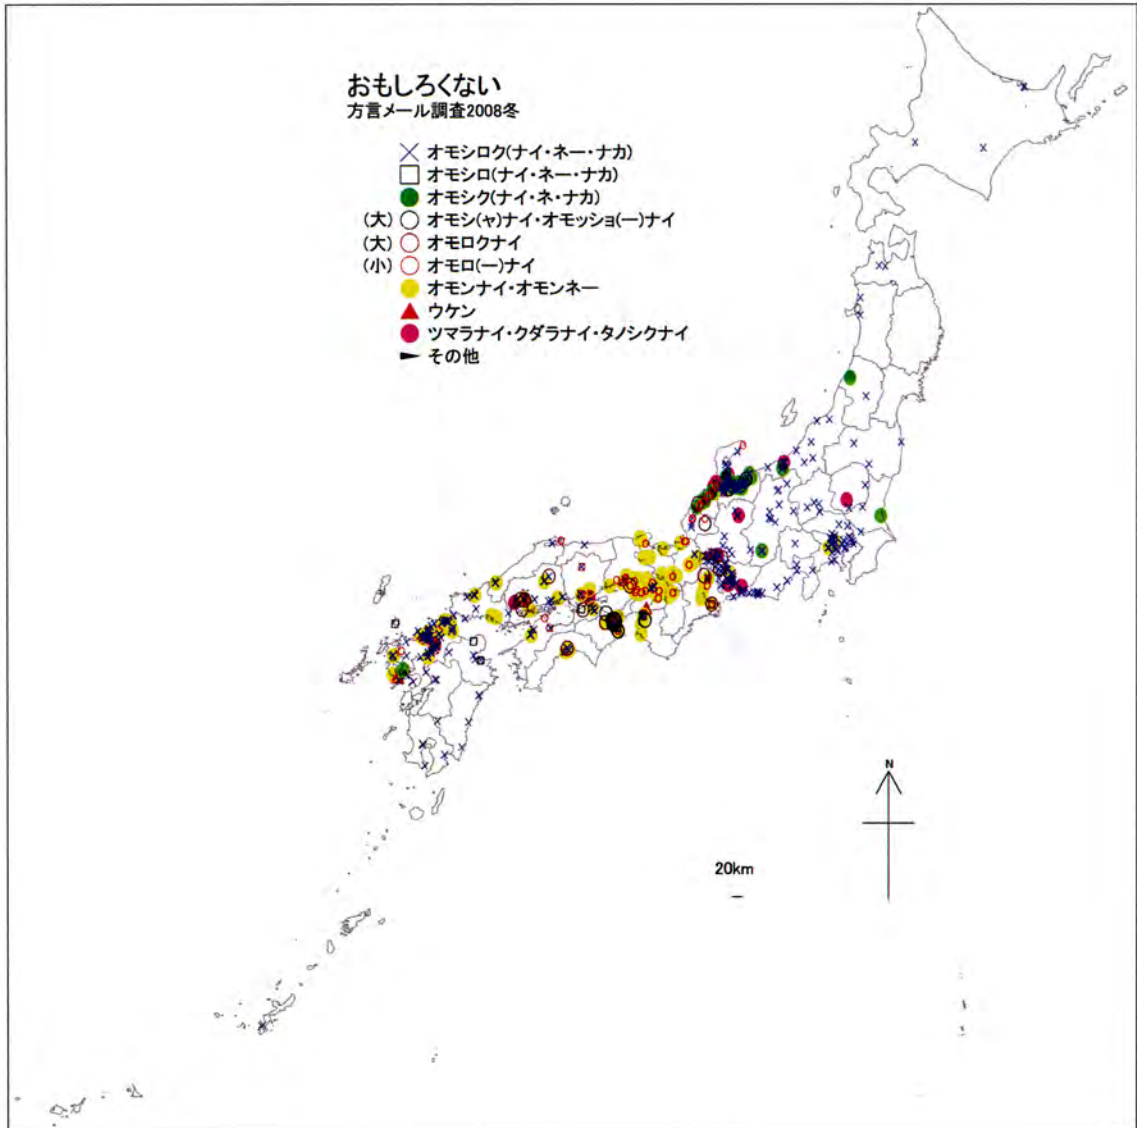 おもしろくない
方言メール調査2008冬
オモシロク(ナイ・ネー・ナカ)
オモシロ(ナイ・ネー・ナカ)
オモシク(ナイ・ネ・ナカ)
(大) オモシ(ャ)ナイ・オモッショ(ー)ナイ
(大) オモロクナイ
(小) オモロ(ー)ナイ
オモンナイ・オモンネー
ウケン
ツマラナイ・クダラナイ・タノシクナイ
その他
N
20km